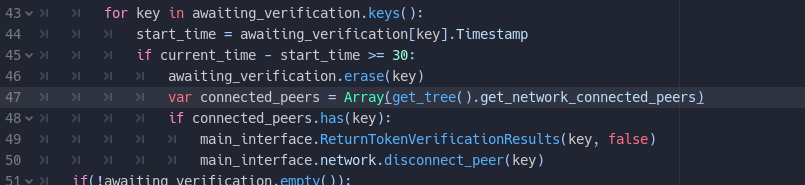 43 for key in awaiting_verification.keys():
44 start_time = awaiting_verification[key].Timestamp
45 if current_time - start_time >= 30:
46 awaiting_verification.erase(key)
47 var connected_peers = Array(get_tree().get_network_connected_peers)
48 if connected_peers.has(key):
49 main_interface.ReturnTokenVerificationResults(key, false)
50 main_interface.network.disconnect_peer(key)
51 if(!awaiting_verification.empty()):